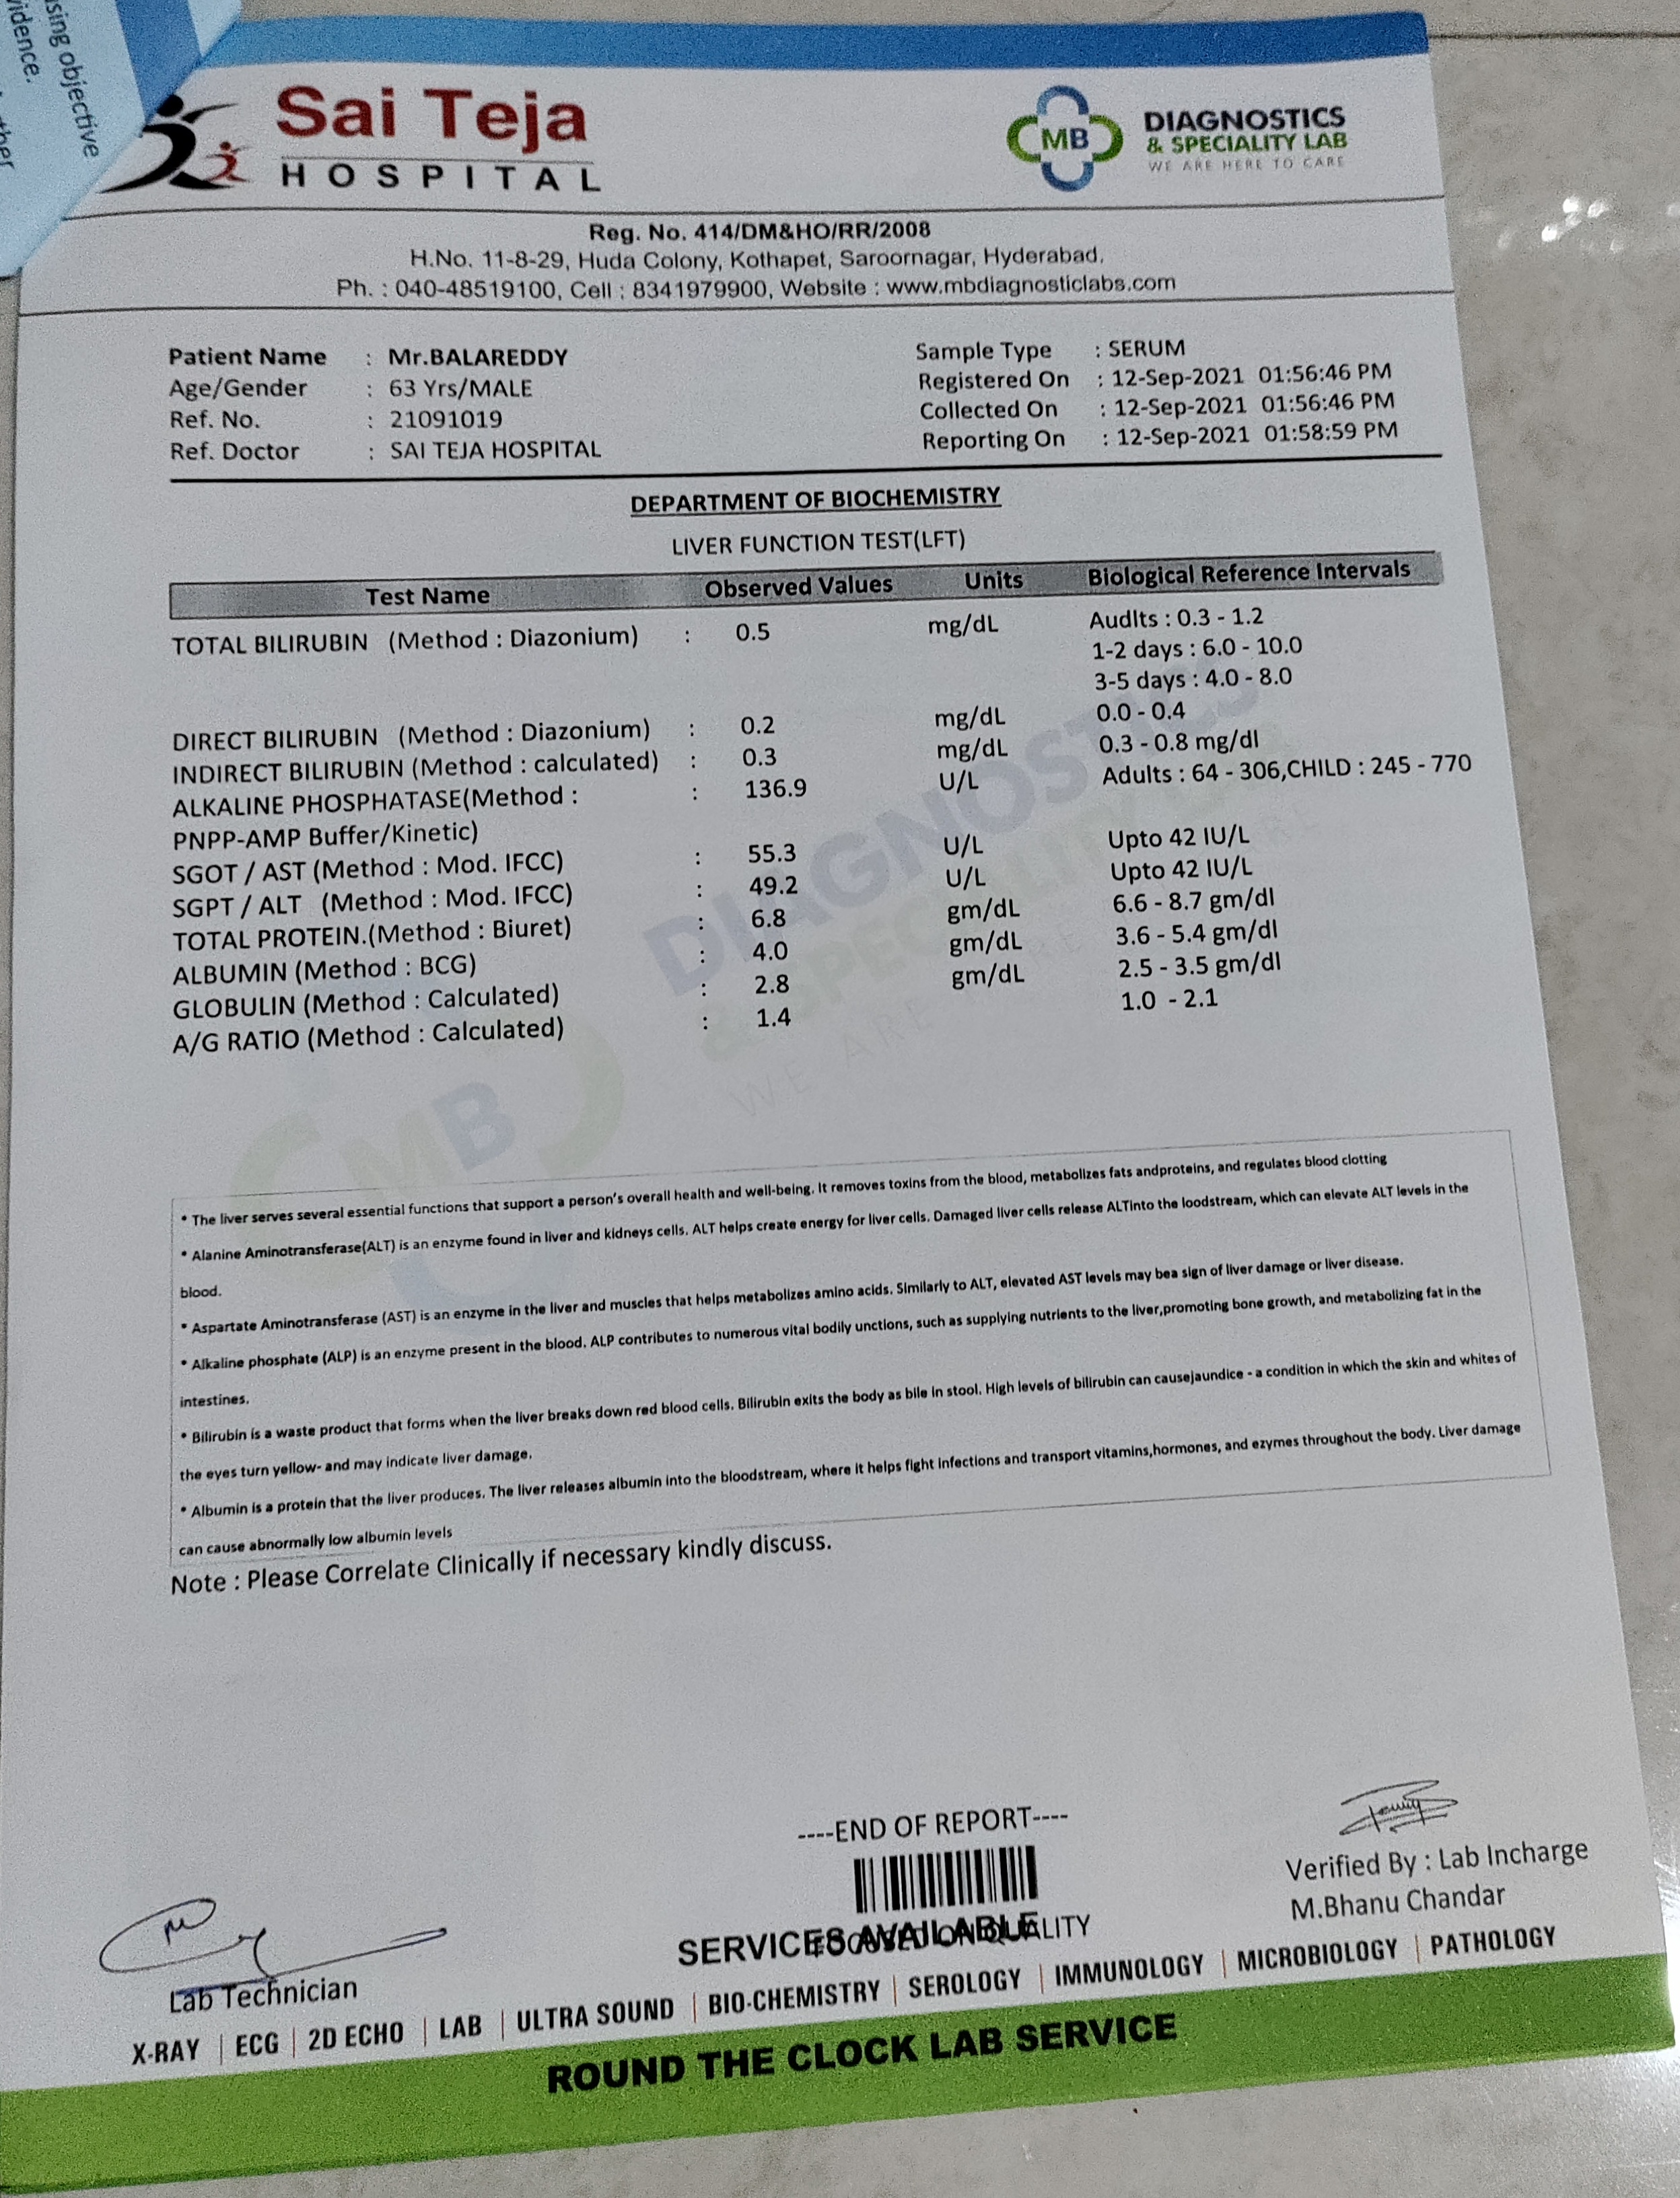 sing objective
vidence.
Sai Teja
HOSPITAL
MB
DIAGNOSTICS
& SPECIALITY LAB
WE ARE HERE TO CARE
Reg. No. 414/DM&HO/RR/2008
H.No. 11-8-29, Huda Colony, Kothapet, Saroornagar, Hyderabad.
Ph. : 040-48519100, Cell : 8341979900, Website : www.mbdiagnosticlabs.com
Patient Name : Mr.BALAREDDY Sample Type : SERUM
Age/Gender : 63 Yrs/MALE Registered On : 12-Sep-2021 01:56:46 PM
Ref. No. : 21091019 Collected On : 12-Sep-2021 01:56:46 PM
Ref. Doctor : SAI TEJA HOSPITAL Reporting On : 12-Sep-2021 01:58:59 PM
DEPARTMENT OF BIOCHEMISTRY
LIVER FUNCTION TEST(LFT)
Test Name Observed Values Units Biological Reference Intervals
TOTAL BILIRUBIN (Method : Diazonium) : 0.5 mg/dL Audlts : 0.3 - 1.2
1-2 days : 6.0 - 10.0
3-5 days : 4.0 - 8.0
DIRECT BILIRUBIN (Method : Diazonium) : 0.2 mg/dL 0.0 - 0.4
INDIRECT BILIRUBIN (Method : calculated) : 0.3 mg/dL 0.3 - 0.8 mg/dl
ALKALINE PHOSPHATASE(Method : : 136.9 U/L Adults : 64 - 306,CHILD : 245 - 770
PNPP-AMP Buffer/Kinetic)
SGOT / AST (Method : Mod. IFCC) : 55.3 U/L Upto 42 IU/L
SGPT / ALT (Method : Mod. IFCC) : 49.2 U/L Upto 42 IU/L
TOTAL PROTEIN.(Method : Biuret) : 6.8 gm/dL 6.6 - 8.7 gm/dl
ALBUMIN (Method : BCG) : 4.0 gm/dL 3.6 - 5.4 gm/dl
GLOBULIN (Method : Calculated) : 2.8 gm/dL 2.5 - 3.5 gm/dl
A/G RATIO (Method : Calculated) : 1.4 1.0 - 2.1
* The liver serves several essential functions that support a person's overall health and well-being. It removes toxins from the blood, metabolizes fats andproteins, and regulates blood clotting
* Alanine Aminotransferase(ALT) is an enzyme found in liver and kidneys cells. ALT helps create energy for liver cells. Damaged liver cells release ALTinto the loodstream, which can elevate ALT levels in the
blood.
* Aspartate Aminotransferase (AST) is an enzyme in the liver and muscles that helps metabolizes amino acids. Similarly to ALT, elevated AST levels may bea sign of liver damage or liver disease.
* Alkaline phosphate (ALP) is an enzyme present in the blood. ALP contributes to numerous vital bodily unctions, such as supplying nutrients to the liver,promoting bone growth, and metabolizing fat in the
intestines.
* Bilirubin is a waste product that forms when the liver breaks down red blood cells. Bilirubin exits the body as bile in stool. High levels of bilirubin can causejaundice - a condition in which the skin and whites of
the eyes turn yellow- and may indicate liver damage.
* Albumin is a protein that the liver produces. The liver releases albumin into the bloodstream, where it helps fight infections and transport vitamins,hormones, and ezymes throughout the body. Liver damage
can cause abnormally low albumin levels
Note : Please Correlate Clinically if necessary kindly discuss.
----END OF REPORT----
Verified By : Lab Incharge
M.Bhanu Chandar
SERVICES AVAILABLE
FOCUSED ON QUALITY
Lab Technician
X-RAY | ECG | 2D ECHO | LAB | ULTRA SOUND | BIO-CHEMISTRY | SEROLOGY | IMMUNOLOGY | MICROBIOLOGY | PATHOLOGY
ROUND THE CLOCK LAB SERVICE